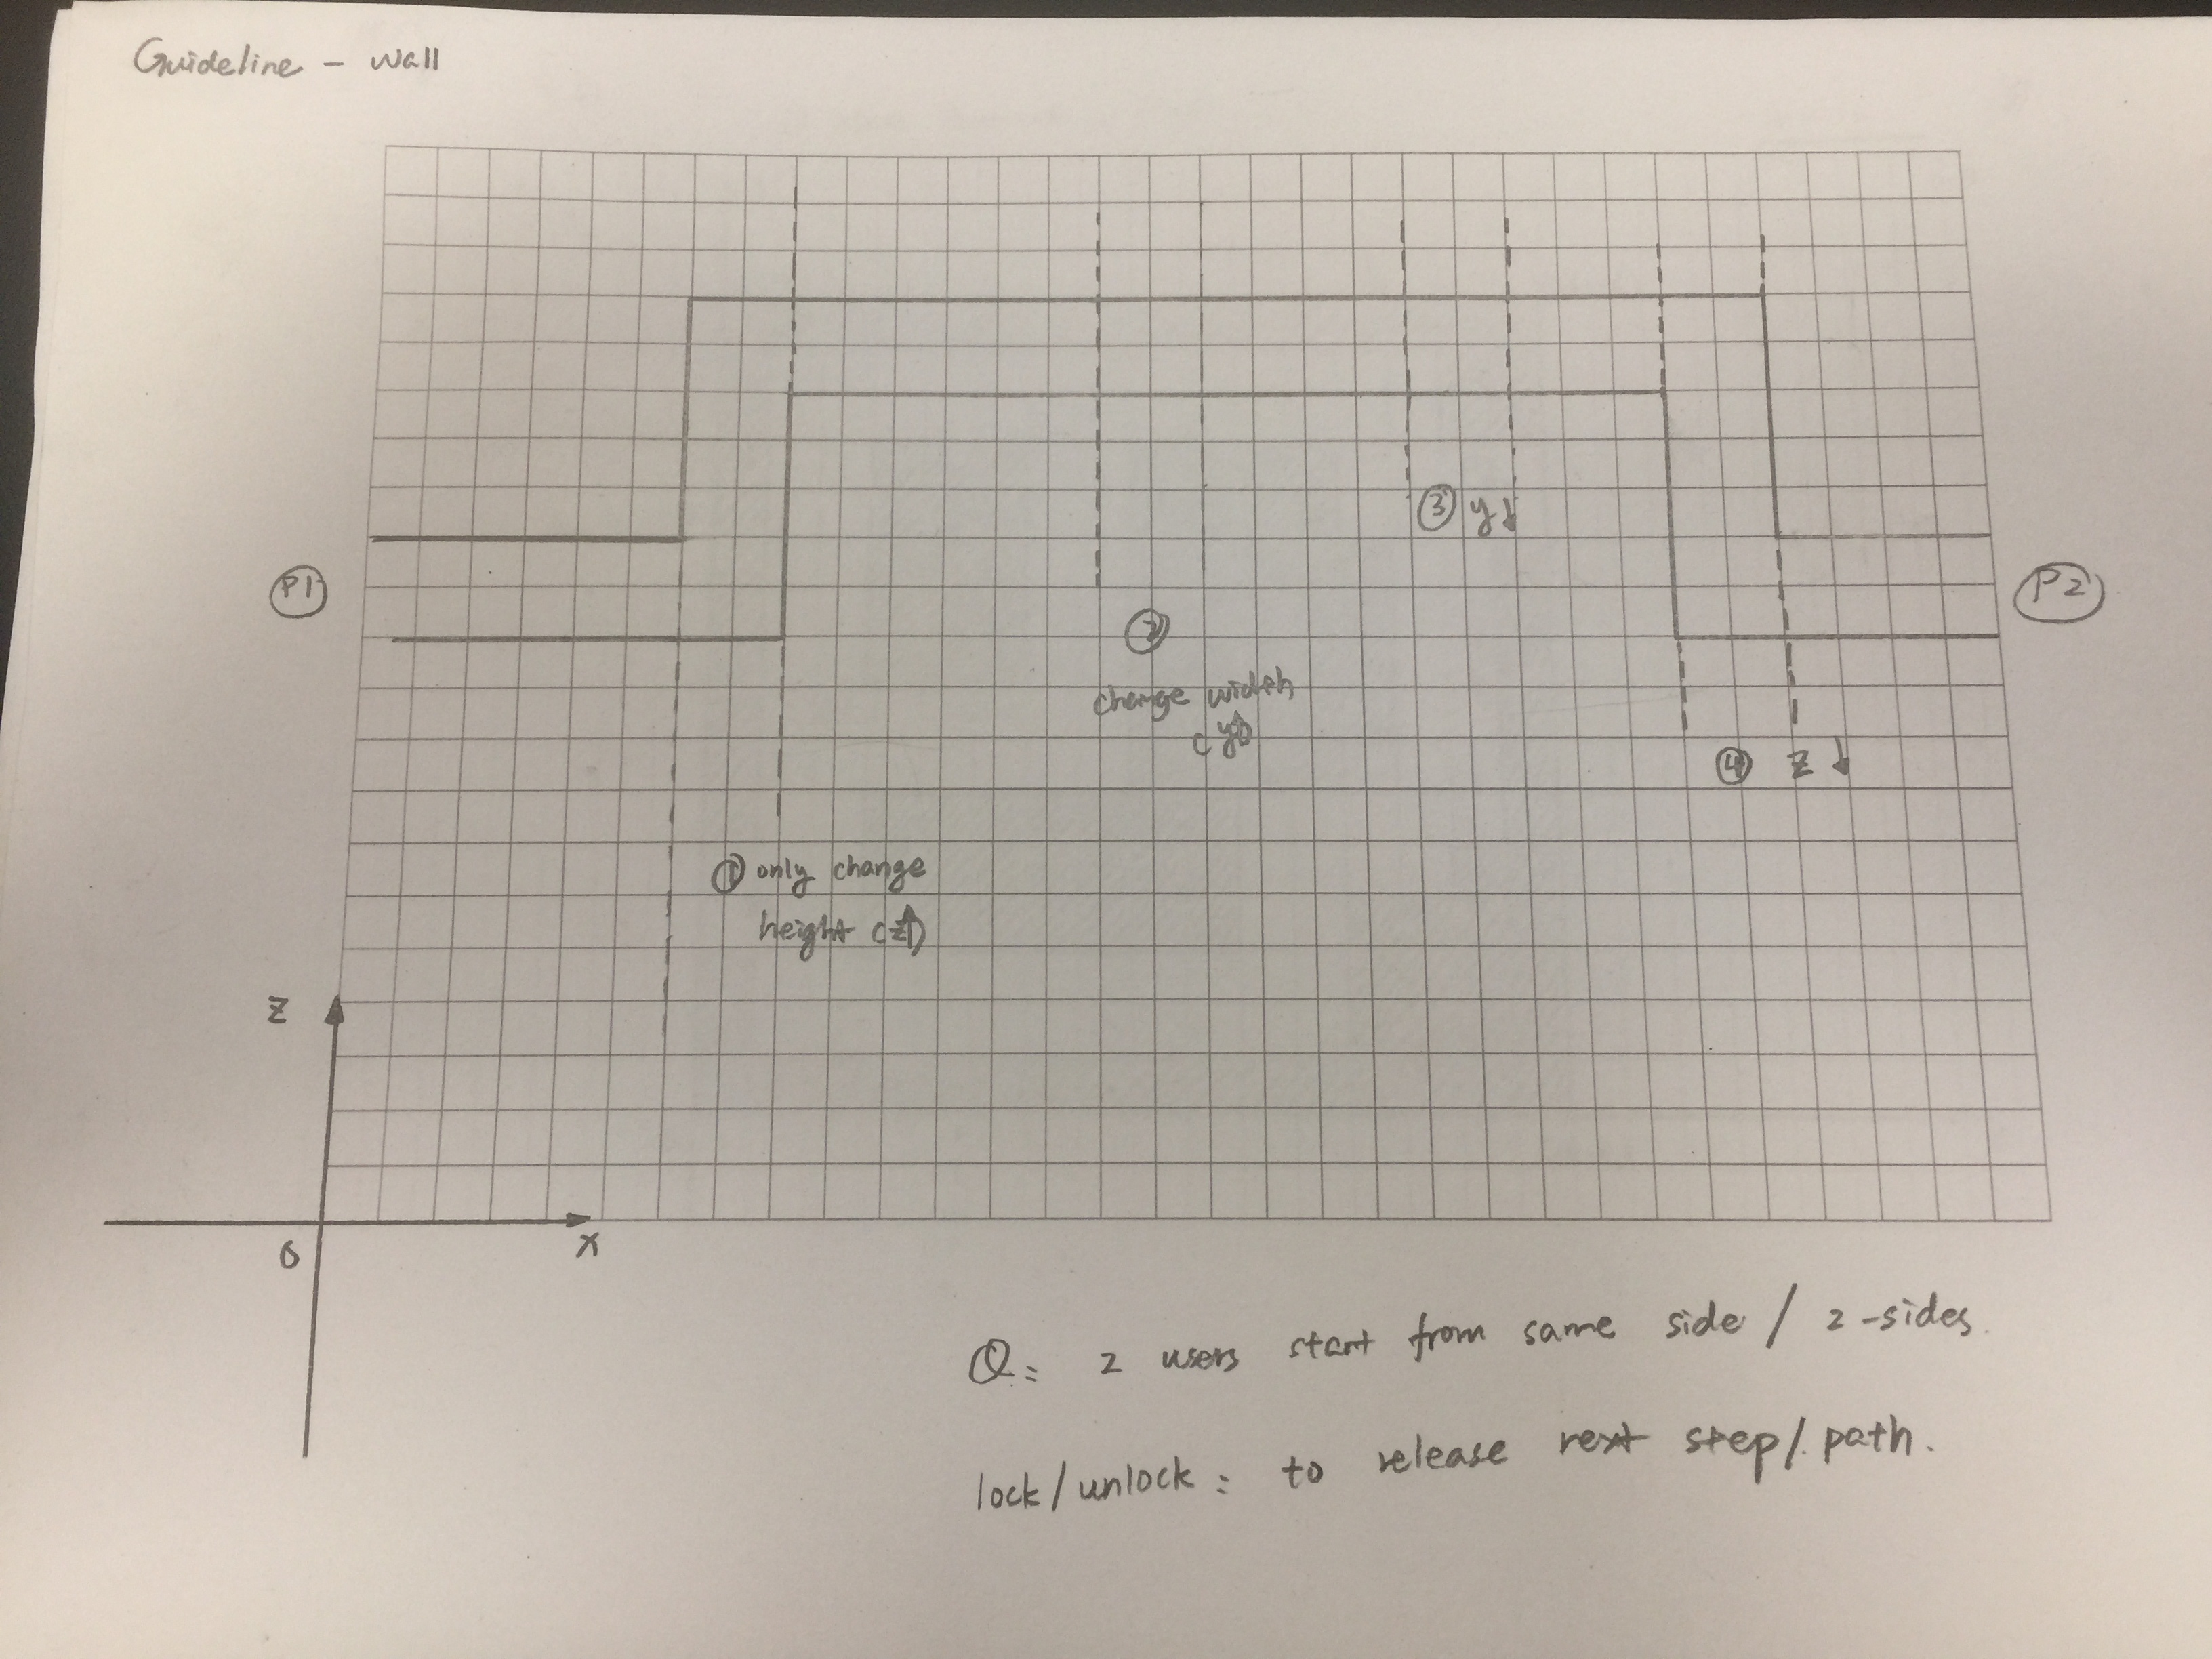 Guideline - wall
P1
P2
③ y↓
②
change width
(y↑)
④ z↓
① only change
height (z↑)
z
x
0
Q: 2 users start from same side / 2-sides.
lock/unlock: to release next step/path.